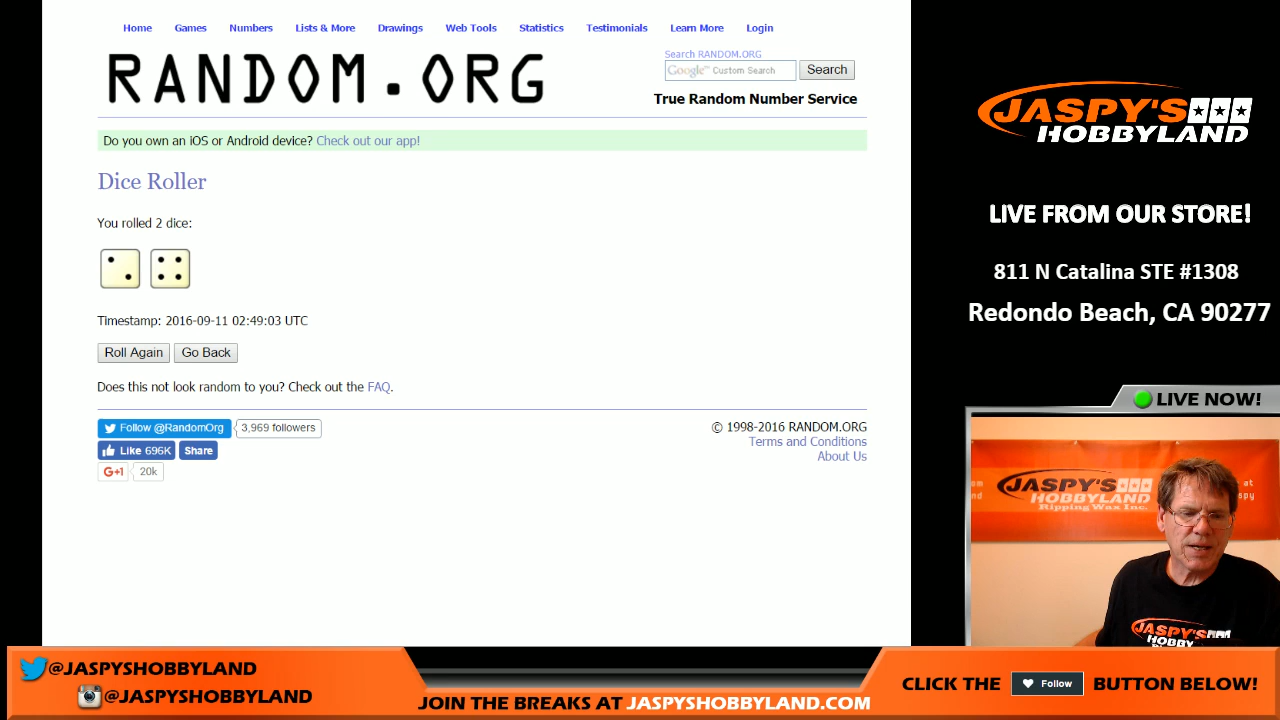 Home Games Numbers Lists & More Drawings Web Tools Statistics Testimonials Learn More Login
RANDOM.ORG
Search RANDOM.ORG
Google™ Custom Search Search
True Random Number Service
Do you own an iOS or Android device? Check out our app!
Dice Roller
You rolled 2 dice:
Timestamp: 2016-09-11 02:49:03 UTC
Roll Again Go Back
Does this not look random to you? Check out the FAQ.
Follow @RandomOrg 3,969 followers
Like 696K Share
G+1 20k
© 1998-2016 RANDOM.ORG
Terms and Conditions
About Us
JASPY'S
HOBBYLAND
LIVE FROM OUR STORE!
811 N Catalina STE #1308
Redondo Beach, CA 90277
LIVE NOW!
JASPY'S
HOBBYLAND
Ripping Wax Inc.
JASPY'S
HOBBY
@JASPYSHOBBYLAND
@JASPYSHOBBYLAND
JOIN THE BREAKS AT JASPYSHOBBYLAND.COM
CLICK THE Follow BUTTON BELOW!